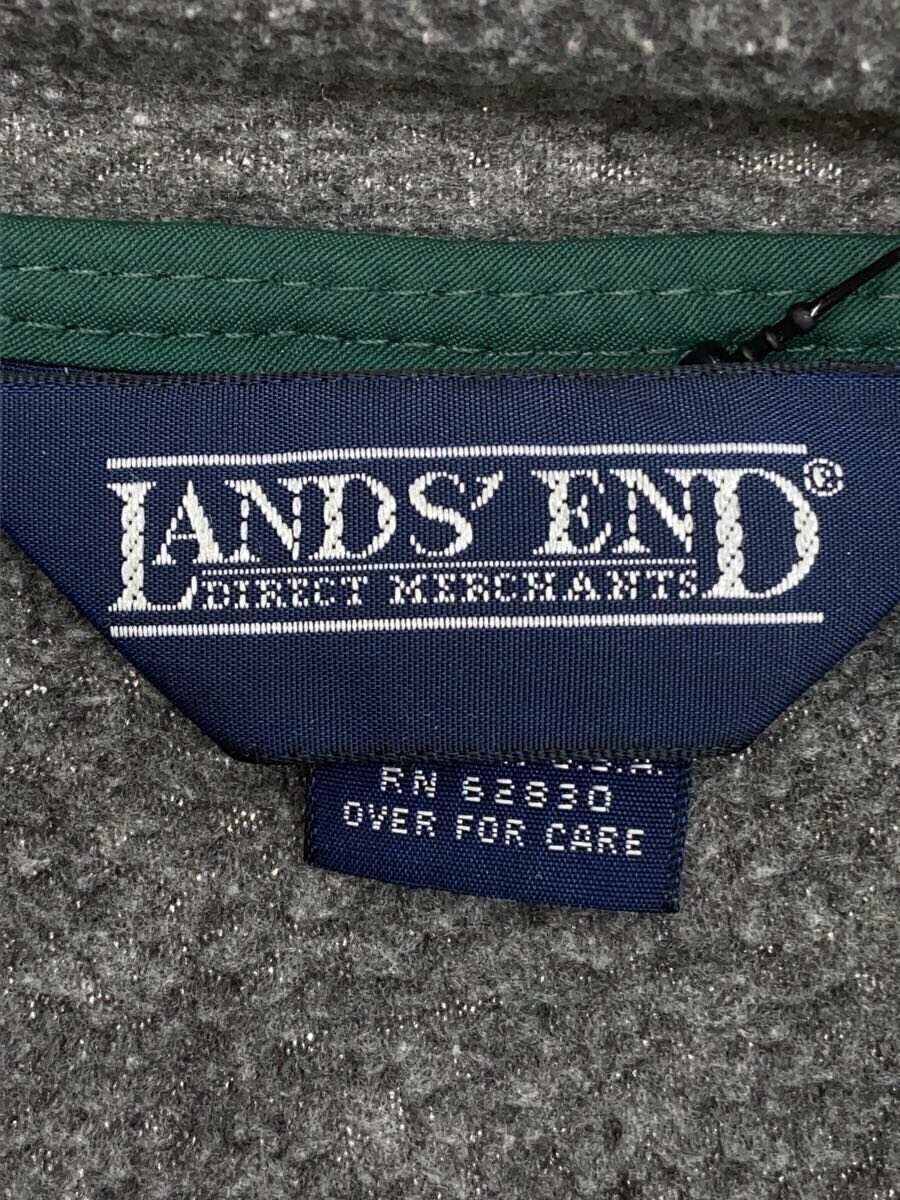 LANDS' END®
DIRECT MERCHANTS
U.S.A.
RN 62830
OVER FOR CARE